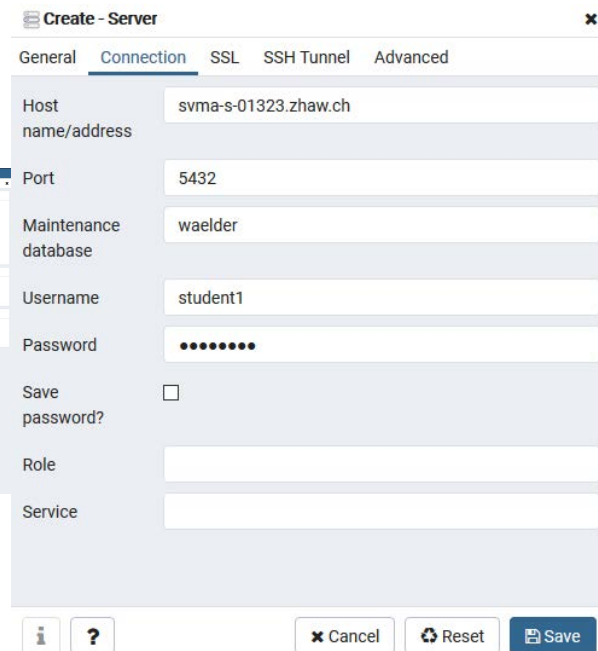 Create - Server
General Connection SSL SSH Tunnel Advanced
Host
name/address
svma-s-01323.zhaw.ch
Port
5432
Maintenance
database
waelder
Username
student1
Password
••••••••
Save
password?
Role
Service
i ? Cancel Reset Save